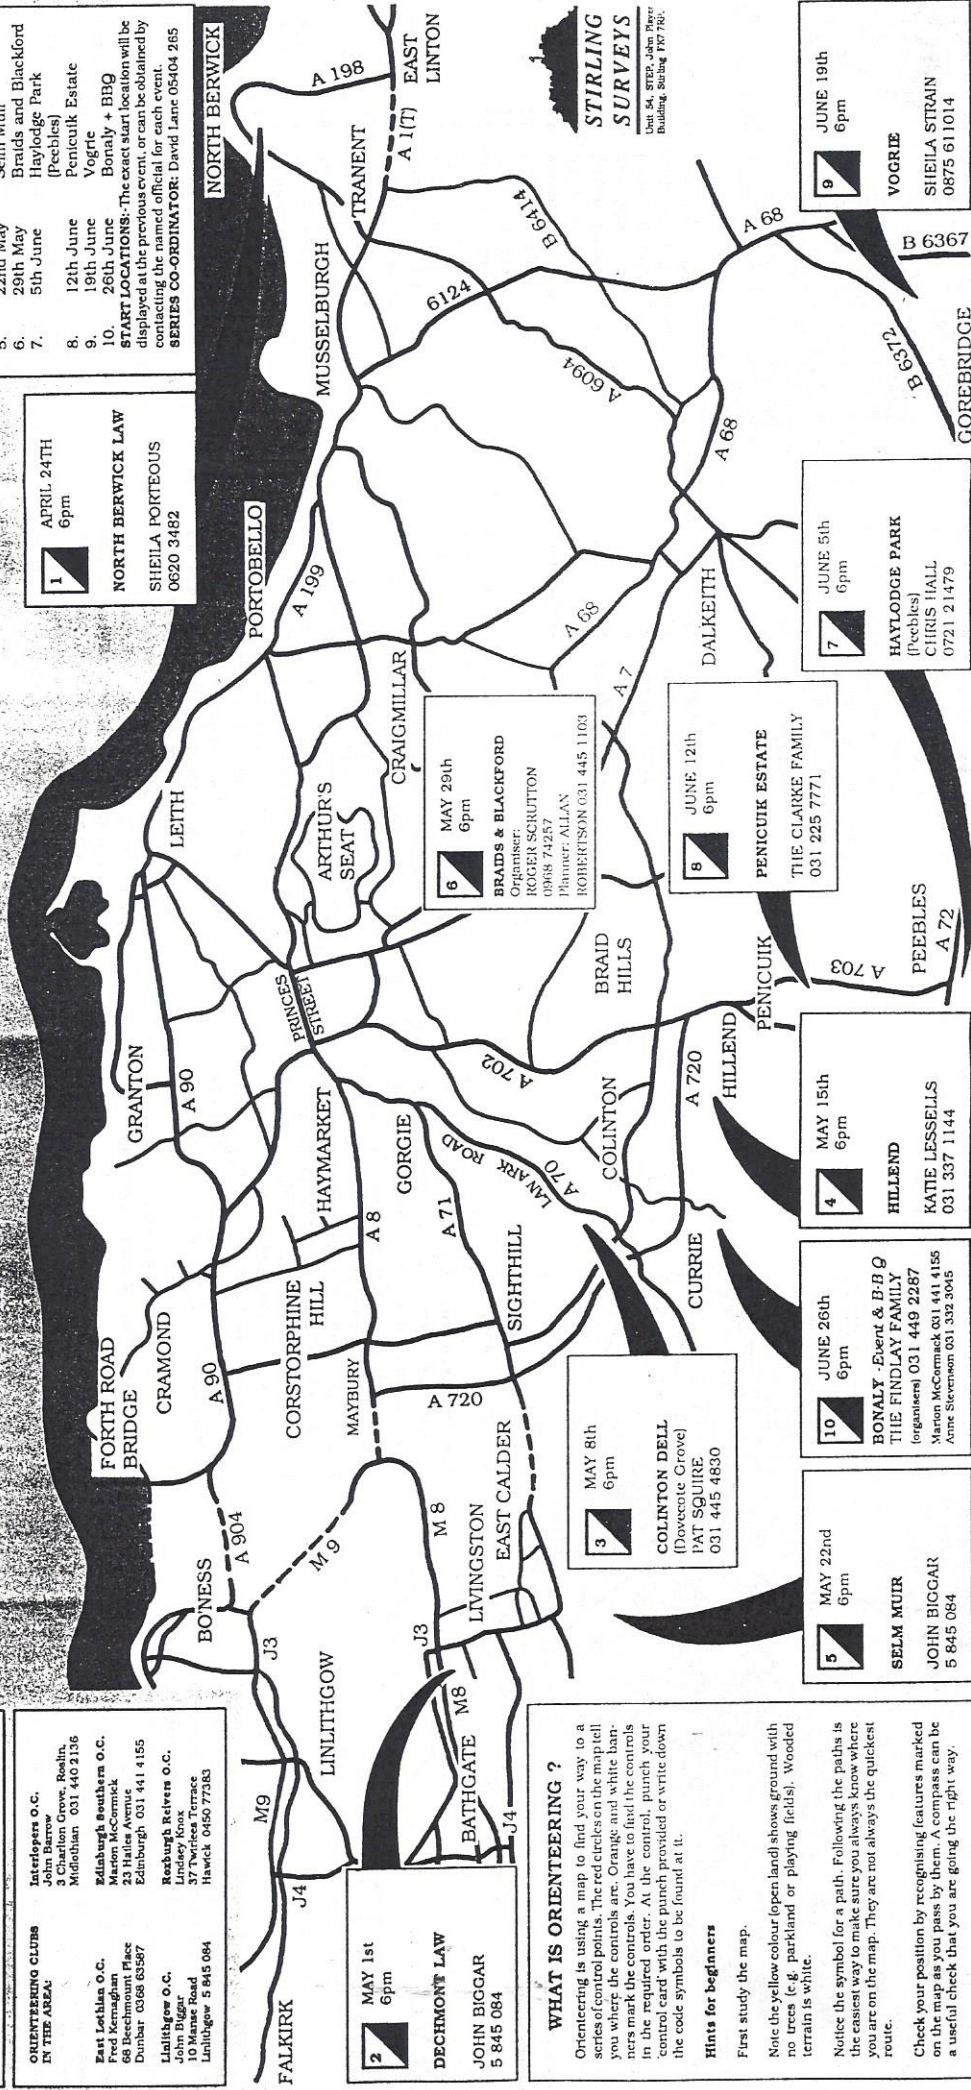 ORIENTEERING CLUBS
IN THE AREA:
East Lothian O.C.
Fred Kernaghan
68 Beechmount Place
Dunbar 0368 63587
Linlithgow O.C.
John Biggar
10 Manse Road
Linlithgow 5 845 084
Interlopers O.C.
John Barrow
3 Charlton Grove, Roslin,
Midlothian 031 440 2136
Edinburgh Southern O.C.
Marion McCormick
23 Hailes Avenue
Edinburgh 031 441 4155
Roxburgh Reivers O.C.
Lindsey Knox
37 Twirlees Terrace
Hawick 0450 77383
5. 22nd May
6. 29th May Braids and Blackford
7. 5th June Haylodge Park
(Peebles)
8. 12th June Penicuik Estate
9. 19th June Vogrie
10. 26th June Bonaly + BBQ
START LOCATIONS:-The exact start location will be
displayed at the previous event, or can be obtained by
contacting the named official for each event.
SERIES CO-ORDINATOR: David Lane 05404 265
1
APRIL 24TH
6pm
NORTH BERWICK LAW
SHEILA PORTEOUS
0620 3482
2
MAY 1st
6pm
DECHMONT LAW
JOHN BIGGAR
5 845 084
3
MAY 8th
6pm
COLINTON DELL
(Dovecote Grove)
PAT SQUIRE
031 445 4830
4
MAY 15th
6pm
HILLEND
KATIE LESSELLS
031 337 1144
5
MAY 22nd
6pm
SELM MUIR
JOHN BIGGAR
5 845 084
6
MAY 29th
6pm
BRAIDS & BLACKFORD
Organiser:
ROGER SCRUTTON
0968 74257
Planner: ALLAN
ROBERTSON 031 445 1103
7
JUNE 5th
6pm
HAYLODGE PARK
(Peebles)
CHRIS HALL
0721 21479
8
JUNE 12th
6pm
PENICUIK ESTATE
THE CLARKE FAMILY
031 225 7771
9
JUNE 19th
6pm
VOGRIE
SHEILA STRAIN
0875 611014
10
JUNE 26th
6pm
BONALY - Event & B-B Q
THE FINDLAY FAMILY
(organisers) 031 449 2287
Marion McCormack 031 441 4155
Anne Stevenson 031 332 3045
STIRLING
SURVEYS
Unit 54, STEP, John Player
Building, Stirling FK7 7RP.
WHAT IS ORIENTEERING ?
Orienteering is using a map to find your way to a
series of control points. The red circles on the map tell
you where the controls are. Orange and white ban-
ners mark the controls. You have to find the controls
in the required order. At the control, punch your
'control card' with the punch provided or write down
the code symbols to be found at it.
Hints for beginners
First study the map.
Note the yellow colour (open land) shows ground with
no trees (e.g. parkland or playing fields). Wooded
terrain is white.
Notice the symbol for a path. Following the paths is
the easiest way to make sure you always know where
you are on the map. They are not always the quickest
route.
Check your position by recognising features marked
on the map as you pass by them. A compass can be
a useful check that you are going the right way.
FALKIRK
J4
M9
LINLITHGOW
J3
BO'NESS
A 904
M 9
FORTH ROAD
BRIDGE
CRAMOND
A 90
CORSTORPHINE
HILL
MAYBURY
A 720
M 8
J3
M8
BATHGATE
J4
LIVINGSTON
EAST CALDER
SIGHTHILL
A 71
A 8
HAYMARKET
GORGIE
LANARK ROAD
A 70
CURRIE
COLINTON
A 720
HILLEND
A 702
PENICUIK
A 703
PEEBLES
A 72
BRAID
HILLS
GRANTON
A 90
PRINCES
STREET
LEITH
ARTHUR'S
SEAT
CRAIGMILLAR
PORTOBELLO
A 199
A 68
A 7
DALKEITH
MUSSELBURGH
6124
A 6094
A 68
B 6414
A 68
B 6372
B 6367
GOREBRIDGE
TRANENT
A 1(T)
A 198
NORTH BERWICK
EAST
LINTON